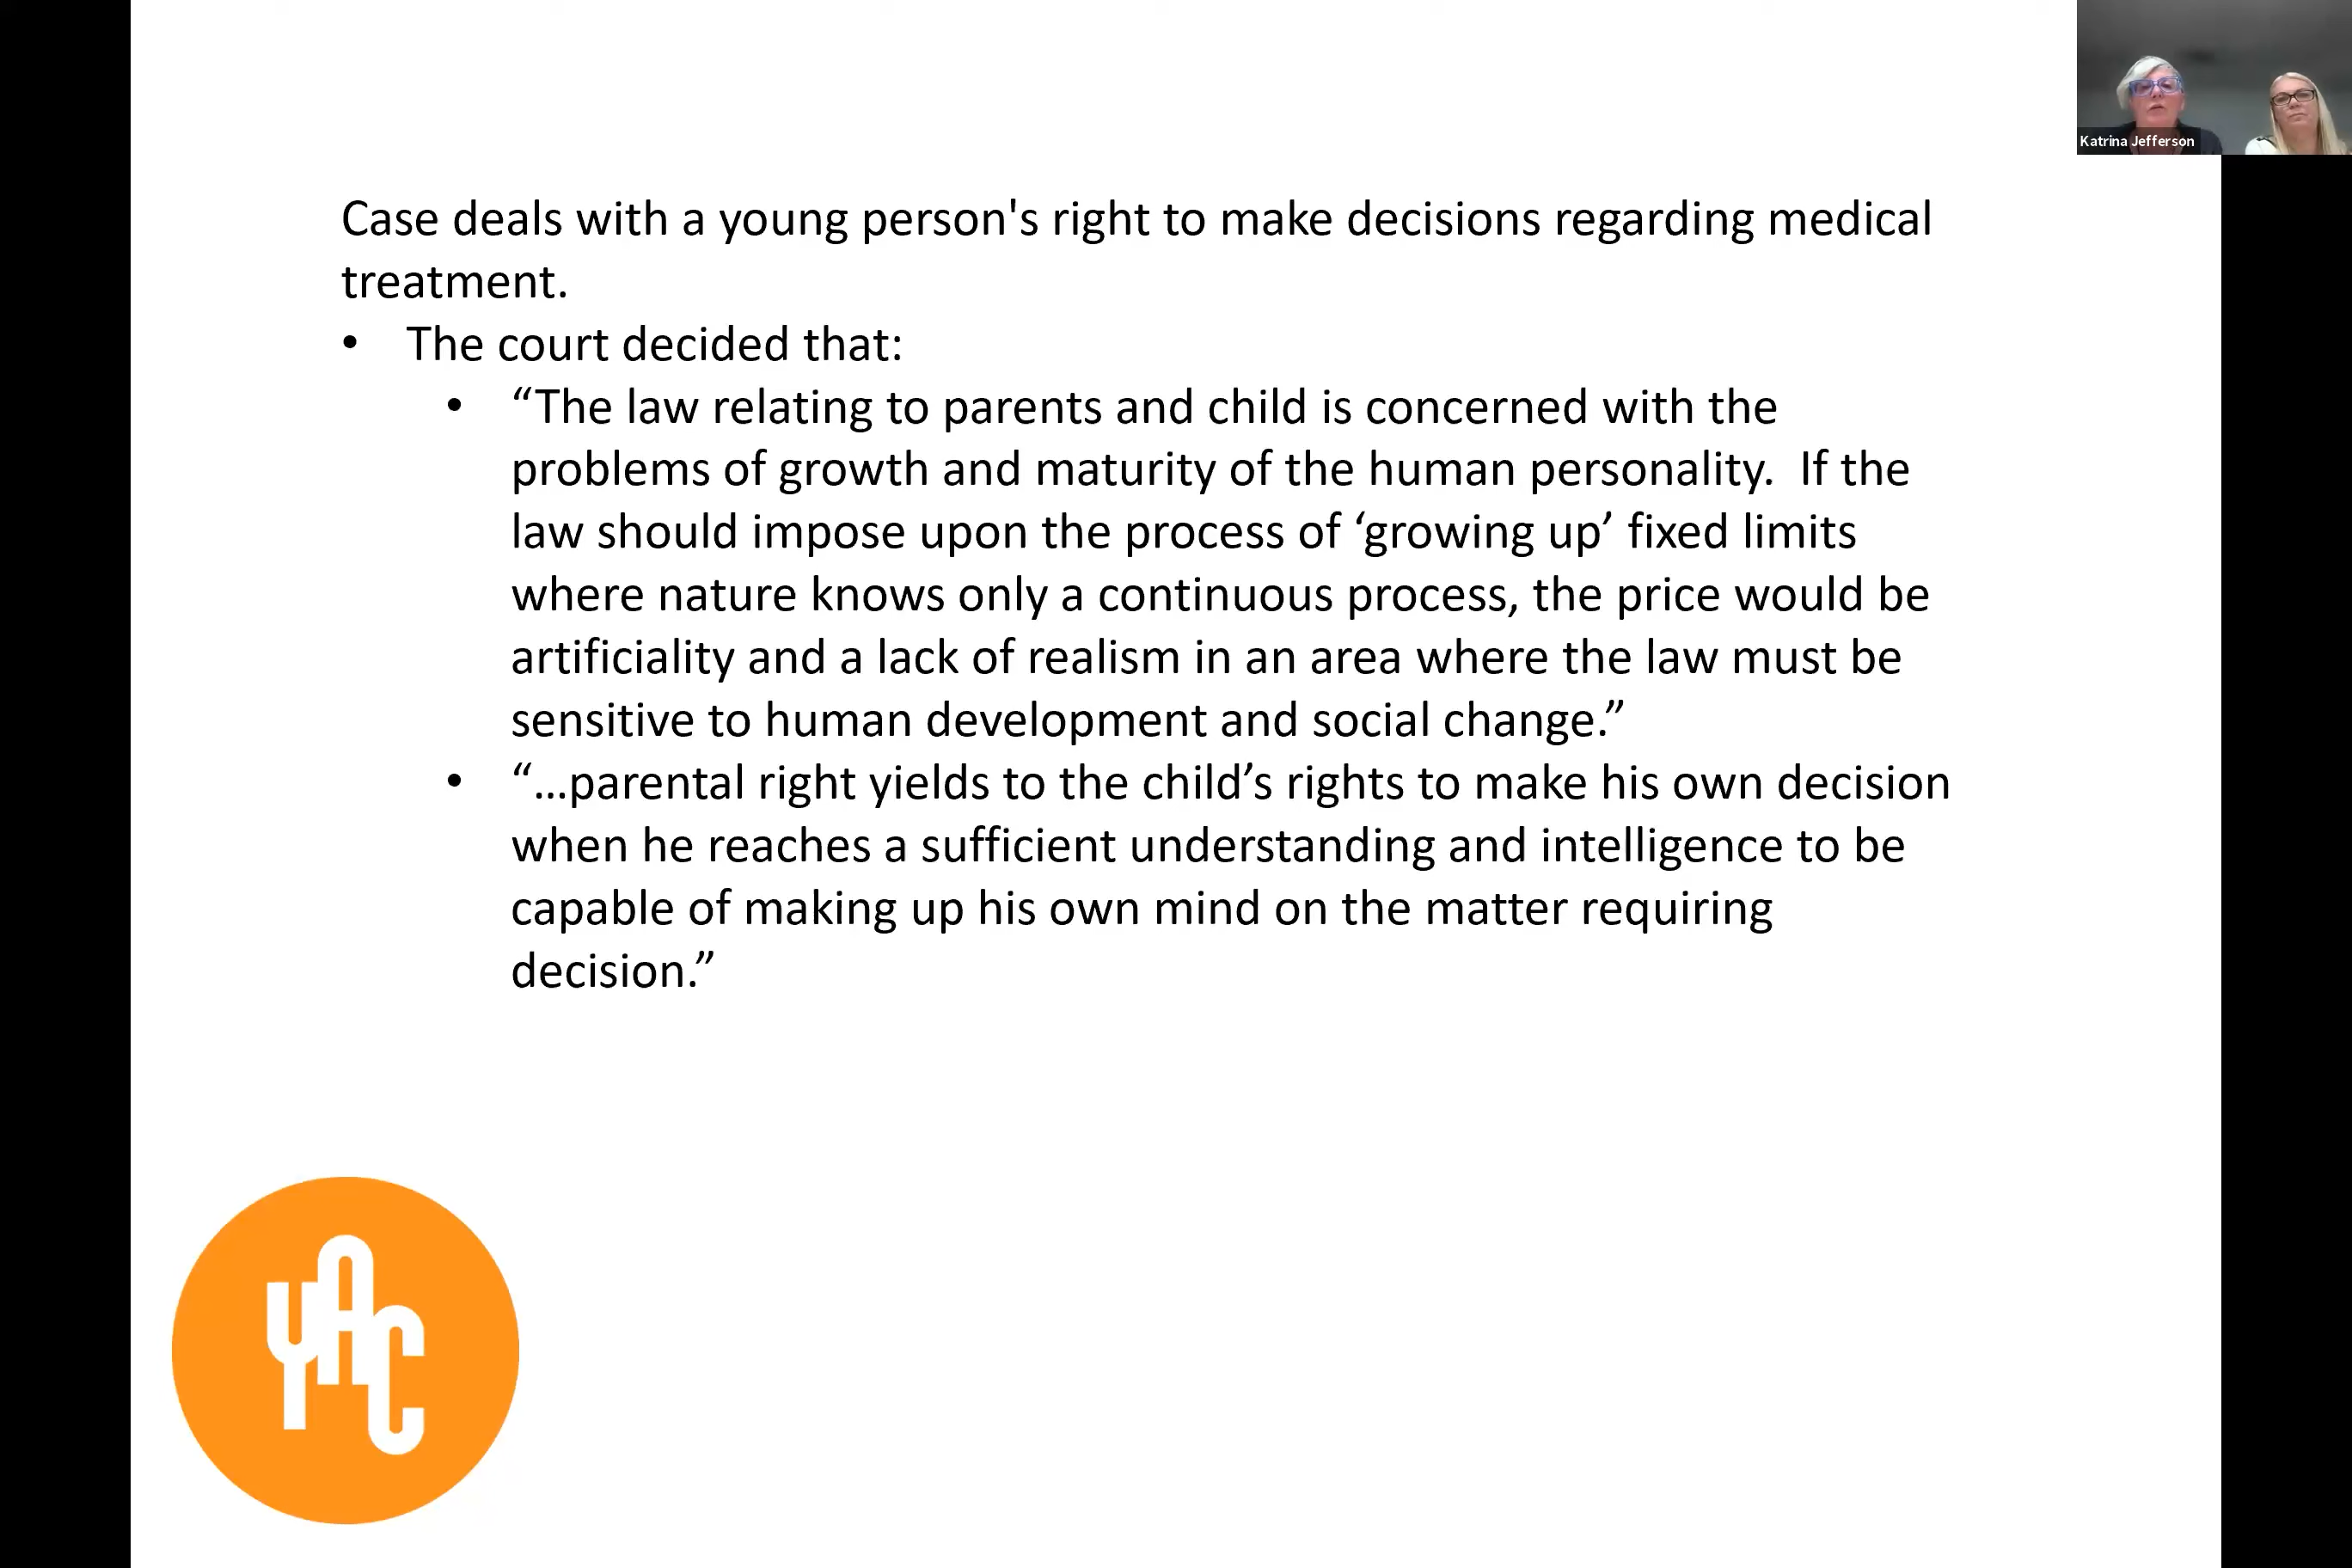 Katrina Jefferson
Case deals with a young person's right to make decisions regarding medical
treatment.
• The court decided that:
• “The law relating to parents and child is concerned with the
problems of growth and maturity of the human personality.  If the
law should impose upon the process of ‘growing up’ fixed limits
where nature knows only a continuous process, the price would be
artificiality and a lack of realism in an area where the law must be
sensitive to human development and social change.”
• “…parental right yields to the child’s rights to make his own decision
when he reaches a sufficient understanding and intelligence to be
capable of making up his own mind on the matter requiring
decision.”
YAC